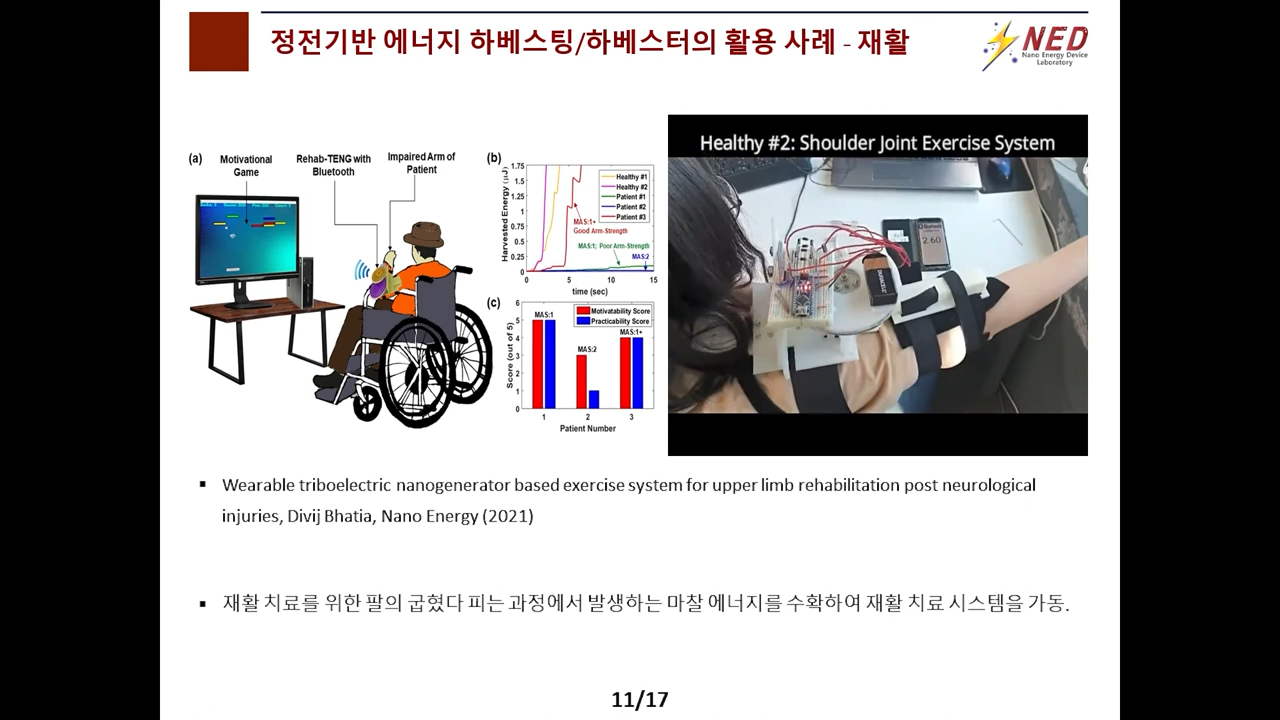 정전기반 에너지 하베스팅/하베스터의 활용 사례 - 재활
NED
Nano Energy Device
Laboratory
(a)
Motivational
Game
Rehab-TENG with
Bluetooth
Impaired Arm of
Patient
(b)
Harvested Energy (μJ)
1.75
1.5
1.25
1
0.75
0.5
0.25
0
Healthy #1
Healthy #2
Patient #1
Patient #2
Patient #3
MAS:1+
Good Arm-Strength
MAS:1; Poor Arm-Strength
MAS:2
0 5 10 15
time (sec)
(c)
Score (out of 5)
6
5
4
3
2
1
0
Motivatability Score
Practicability Score
MAS:1
MAS:2
MAS:1+
1 2 3
Patient Number
Healthy #2: Shoulder Joint Exercise System
2.60
DURACELL
▪ Wearable triboelectric nanogenerator based exercise system for upper limb rehabilitation post neurological
injuries, Divij Bhatia, Nano Energy (2021)
▪ 재활 치료를 위한 팔의 굽혔다 피는 과정에서 발생하는 마찰 에너지를 수확하여 재활 치료 시스템을 가동.
11/17